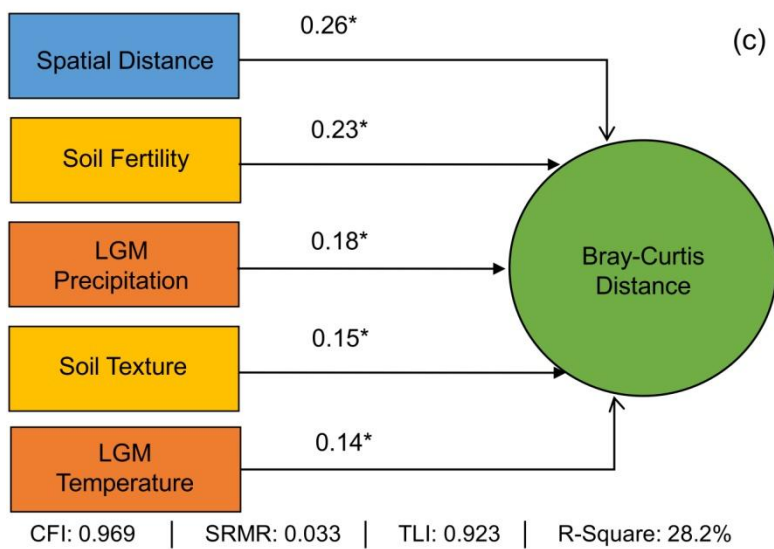 0.26*
(c)
Spatial Distance
0.23*
Soil Fertility
0.18*
LGM
Precipitation
Bray-Curtis
Distance
0.15*
Soil Texture
0.14*
LGM
Temperature
CFI: 0.969 | SRMR: 0.033 | TLI: 0.923 | R-Square: 28.2%